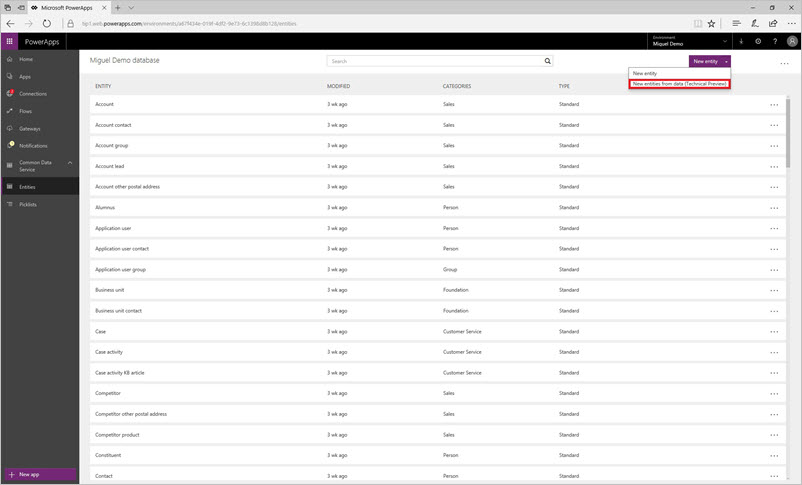 Microsoft PowerApps
tip1.web.powerapps.com/environments/
/entities
PowerApps
Environment
Miguel Demo
Home
Apps
Connections
Flows
Gateways
Notifications
Common Data
Service
Entities
Picklists
New app
Miguel Demo database
Search
New entity
New entity
New entities from data (Technical Preview)
ENTITY MODIFIED CATEGORIES TYPE
Account 3 wk ago Sales Standard
Account contact 3 wk ago Sales Standard
Account group 3 wk ago Sales Standard
Account lead 3 wk ago Sales Standard
Account other postal address 3 wk ago Sales Standard
Alumnus 3 wk ago Person Standard
Application user 3 wk ago Person Standard
Application user contact 3 wk ago Person Standard
Application user group 3 wk ago Group Standard
Business unit 3 wk ago Foundation Standard
Business unit contact 3 wk ago Foundation Standard
Case 3 wk ago Customer Service Standard
Case activity 3 wk ago Customer Service Standard
Case activity KB article 3 wk ago Customer Service Standard
Competitor 3 wk ago Sales Standard
Competitor other postal address 3 wk ago Sales Standard
Competitor product 3 wk ago Sales Standard
Constituent 3 wk ago Person Standard
Contact 3 wk ago Person Standard